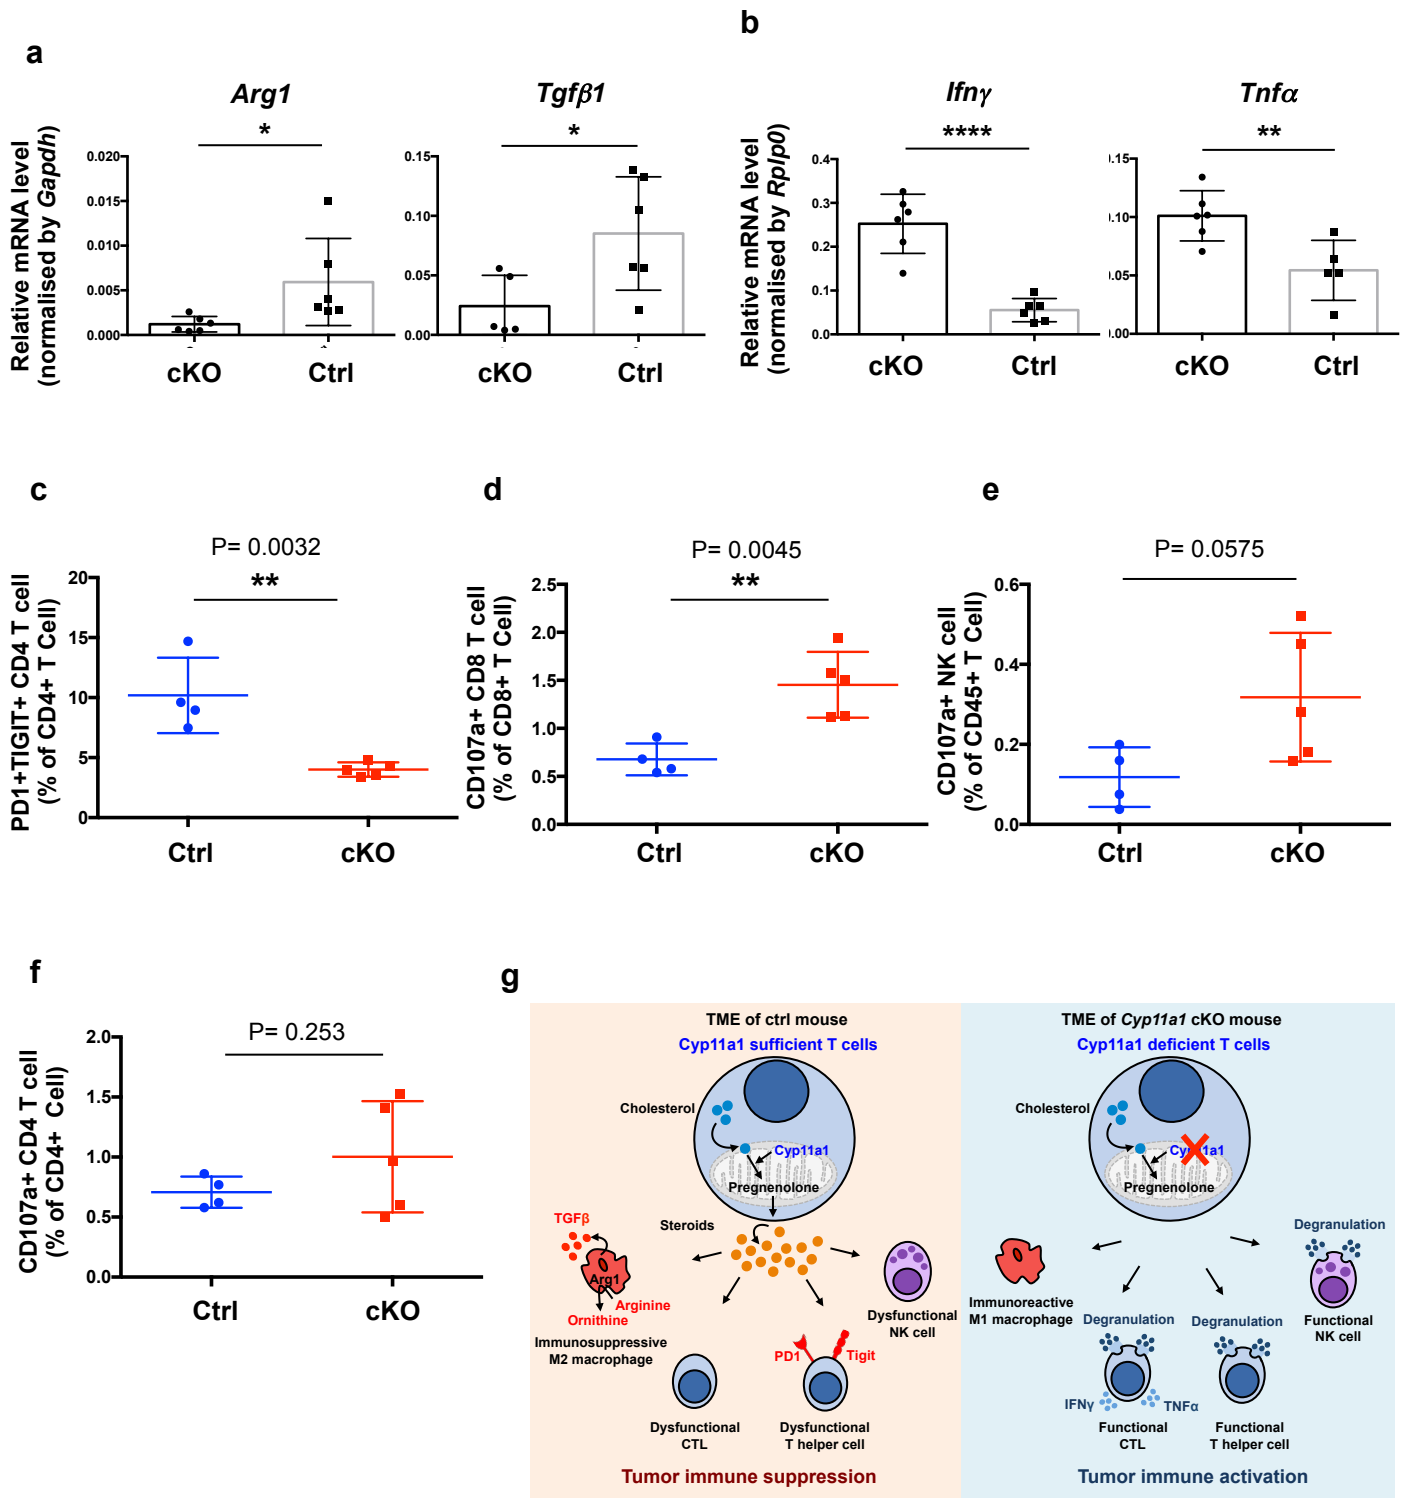 a
Arg1
*
Tgfβ1
*
Relative mRNA level
(normalised by Gapdh)
0.020
0.015
0.010
0.005
0.000
cKO
Ctrl
0.15
0.10
0.05
0.00
cKO
Ctrl
b
Ifnγ
****
Tnfα
**
Relative mRNA level
(normalised by Rplp0)
0.4
0.3
0.2
0.1
0.0
cKO
Ctrl
).15
).10
).05
).00
cKO
Ctrl
c
P= 0.0032
**
PD1+TIGIT+ CD4 T cell
(% of CD4+ T Cell)
20
15
10
5
0
Ctrl
cKO
d
P= 0.0045
**
CD107a+ CD8 T cell
(% of CD8+ T Cell)
2.5
2.0
1.5
1.0
0.5
0.0
Ctrl
cKO
e
P= 0.0575
CD107a+ NK cell
(% of CD45+ T Cell)
0.6
0.4
0.2
0.0
Ctrl
cKO
f
P= 0.253
CD107a+ CD4 T cell
(% of CD4+ Cell)
2.0
1.5
1.0
0.5
0.0
Ctrl
cKO
g
TME of ctrl mouse
Cyp11a1 sufficient T cells
Cholesterol
Cyp11a1
Pregnenolone
Steroids
TGFβ
Arg1
Arginine
Ornithine
Immunosuppressive
M2 macrophage
PD1
Tigit
Dysfunctional
NK cell
Dysfunctional
CTL
Dysfunctional
T helper cell
Tumor immune suppression
TME of Cyp11a1 cKO mouse
Cyp11a1 deficient T cells
Cholesterol
Cyp11a1
Pregnenolone
Degranulation
Immunoreactive
M1 macrophage
Degranulation
Degranulation
Functional
NK cell
IFNγ
TNFα
Functional
CTL
Functional
T helper cell
Tumor immune activation